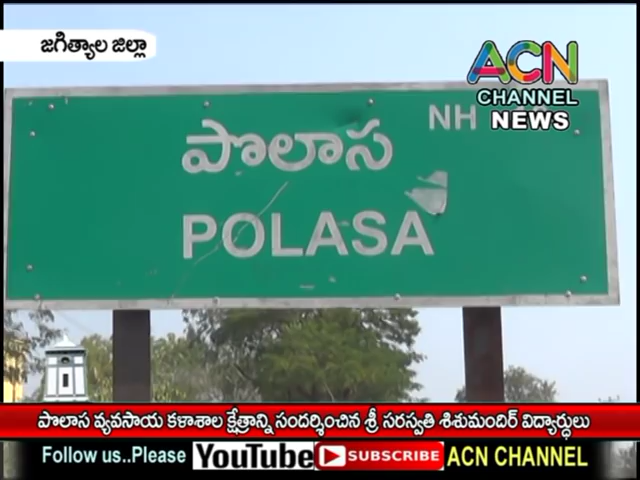 జగిత్యాల జిల్లా
ACN
CHANNEL
NEWS
NH
పొలాస
POLASA
పొలాస వ్యవసాయ కళాశాల క్షేత్రాన్ని సందర్శించిన శ్రీ సరస్వతి శిశుమందిర్ విద్యార్ధులు
Follow us..Please YouTube SUBSCRIBE ACN CHANNEL